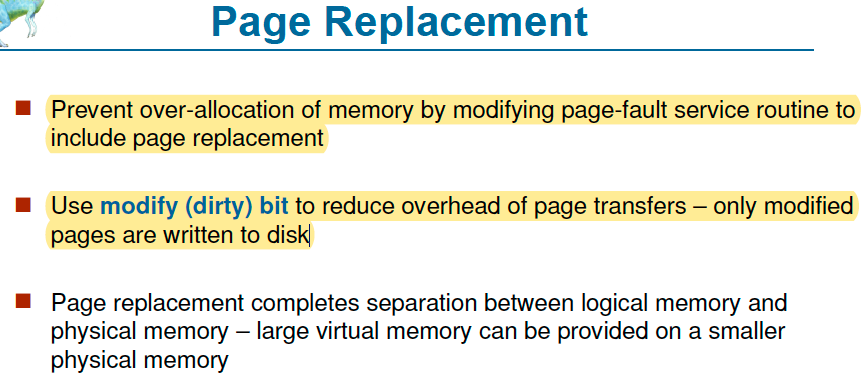 Page Replacement
■ Prevent over-allocation of memory by modifying page-fault service routine to
include page replacement
■ Use modify (dirty) bit to reduce overhead of page transfers – only modified
pages are written to disk
■ Page replacement completes separation between logical memory and
physical memory – large virtual memory can be provided on a smaller
physical memory